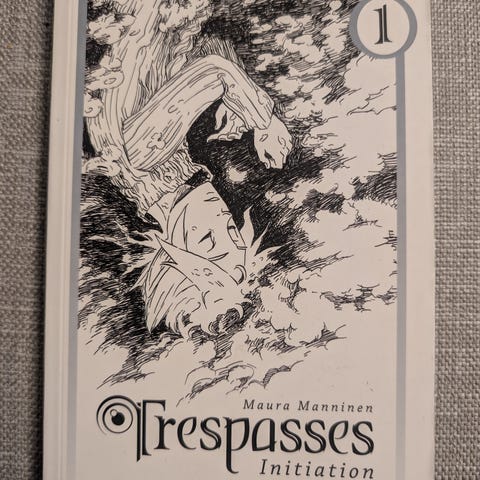 1
Maura Manninen
Trespasses
Initiation